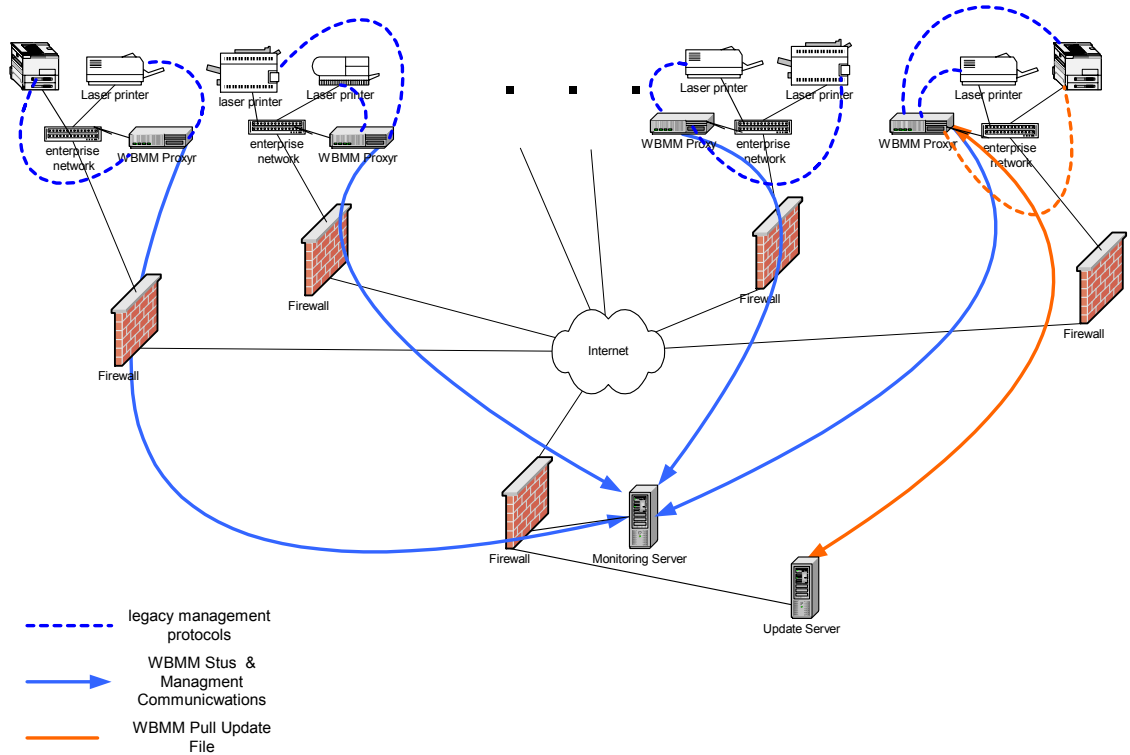 Laser printer
laser printer
Laser printer
Laser printer
Laser printer
Laser printer
enterprise
network
WBMM Proxyr
enterprise
network
WBMM Proxyr
WBMM Proxy
enterprise
network
WBMM Proxyr
enterprise
network
Firewall
Firewall
Firewall
Firewall
Internet
Firewall
Monitoring Server
Update Server
legacy management
protocols
WBMM Stus &
Managment
Communicwations
WBMM Pull Update
File